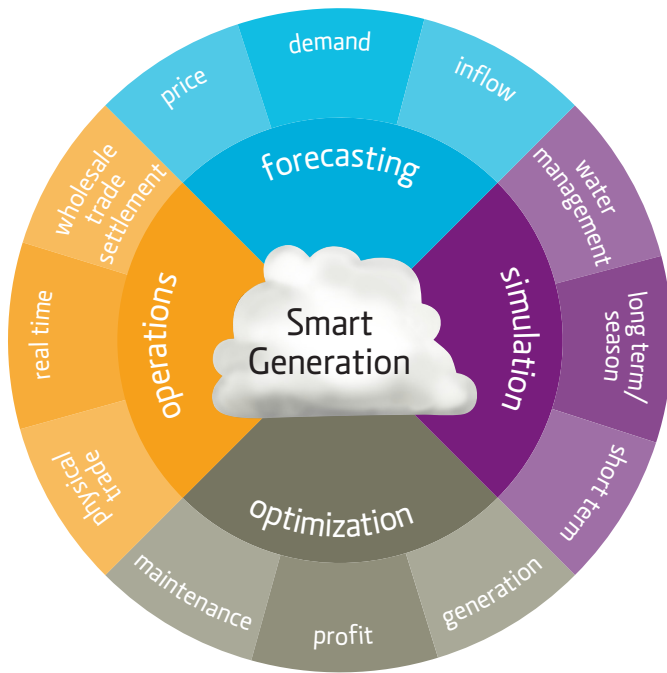 demand
inflow
water
management
long term/
season
short term
generation
profit
maintenance
physical
trade
real time
wholesale
trade
settlement
price
forecasting
simulation
optimization
operations
Smart
Generation